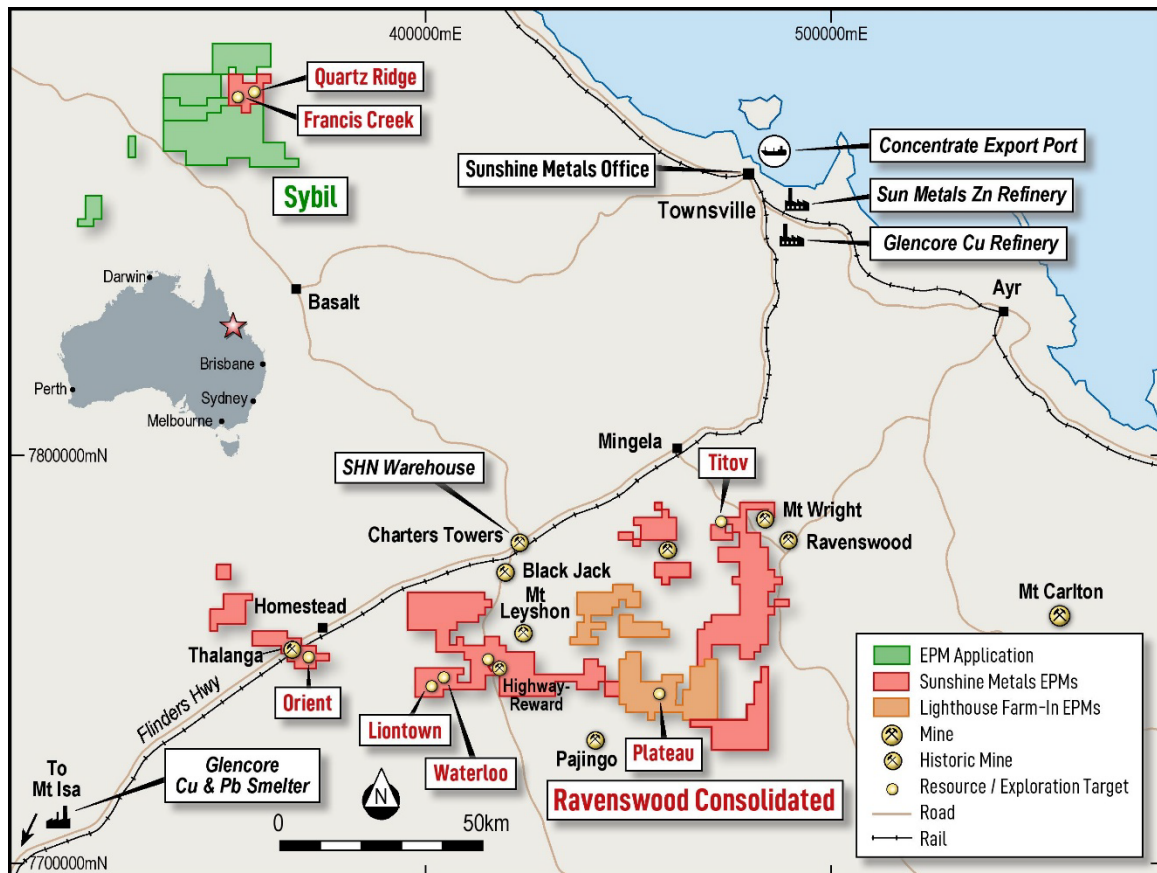 400000mE
500000mE
Quartz Ridge
Francis Creek
Sybil
Concentrate Export Port
Sunshine Metals Office
Sun Metals Zn Refinery
Townsville
Glencore Cu Refinery
Darwin
Basalt
Ayr
Brisbane
Perth
Sydney
Melbourne
7800000mN
Mingela
SHN Warehouse
Titov
Mt Wright
Charters Towers
Ravenswood
Black Jack
Mt
Leyshon
Mt Carlton
Homestead
Thalanga
Highway-
Reward
Orient
Flinders Hwy
Liontown
Waterloo
Pajingo
Plateau
Ravenswood Consolidated
To
Mt Isa
Glencore
Cu & Pb Smelter
N
0
50km
7700000mN
EPM Application
Sunshine Metals EPMs
Lighthouse Farm-In EPMs
Mine
Historic Mine
Resource / Exploration Target
Road
Rail